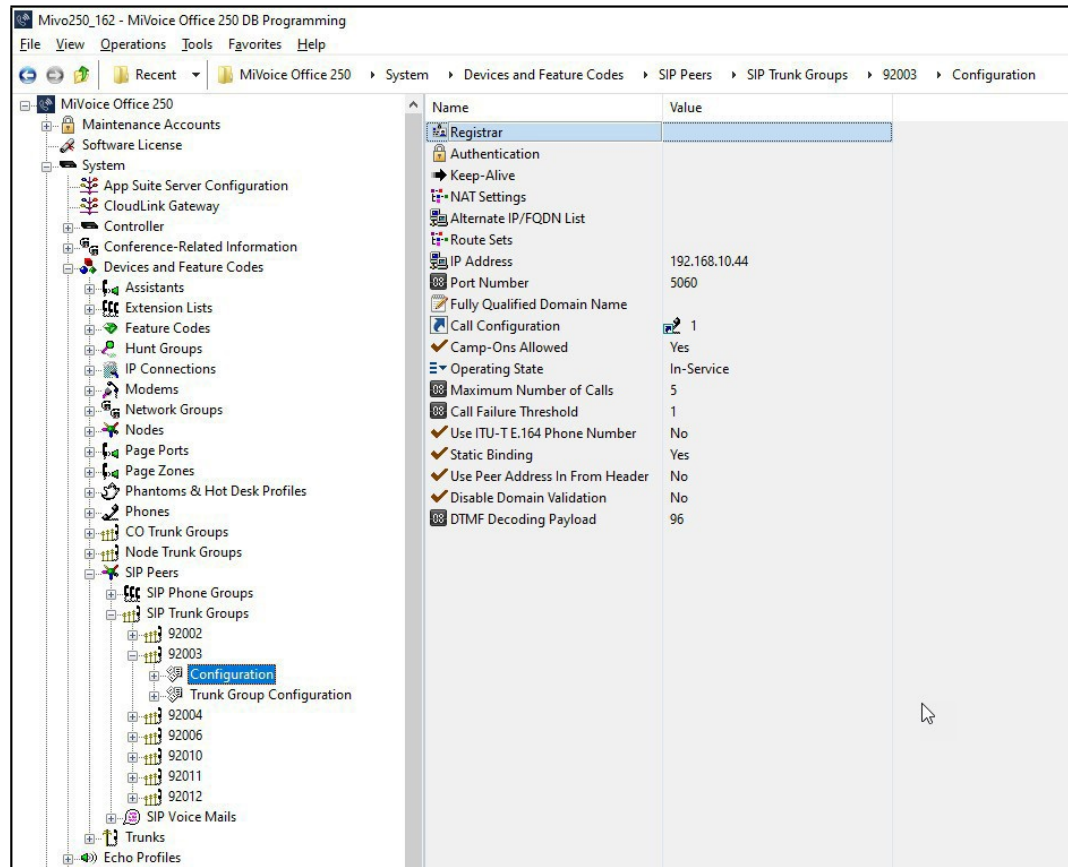 Mivo250_162 - MiVoice Office 250 DB Programming
File View Operations Tools Favorites Help
Recent MiVoice Office 250 System Devices and Feature Codes SIP Peers SIP Trunk Groups 92003 Configuration
MiVoice Office 250
Maintenance Accounts
Software License
System
App Suite Server Configuration
CloudLink Gateway
Controller
Conference-Related Information
Devices and Feature Codes
Assistants
Extension Lists
Feature Codes
Hunt Groups
IP Connections
Modems
Network Groups
Nodes
Page Ports
Page Zones
Phantoms & Hot Desk Profiles
Phones
CO Trunk Groups
Node Trunk Groups
SIP Peers
SIP Phone Groups
SIP Trunk Groups
92002
92003
Configuration
Trunk Group Configuration
92004
92006
92010
92011
92012
SIP Voice Mails
Trunks
Echo Profiles
Name Value
Registrar
Authentication
Keep-Alive
NAT Settings
Alternate IP/FQDN List
Route Sets
IP Address 192.168.10.44
Port Number 5060
Fully Qualified Domain Name
Call Configuration 1
Camp-Ons Allowed Yes
Operating State In-Service
Maximum Number of Calls 5
Call Failure Threshold 1
Use ITU-T E.164 Phone Number No
Static Binding Yes
Use Peer Address In From Header No
Disable Domain Validation No
DTMF Decoding Payload 96